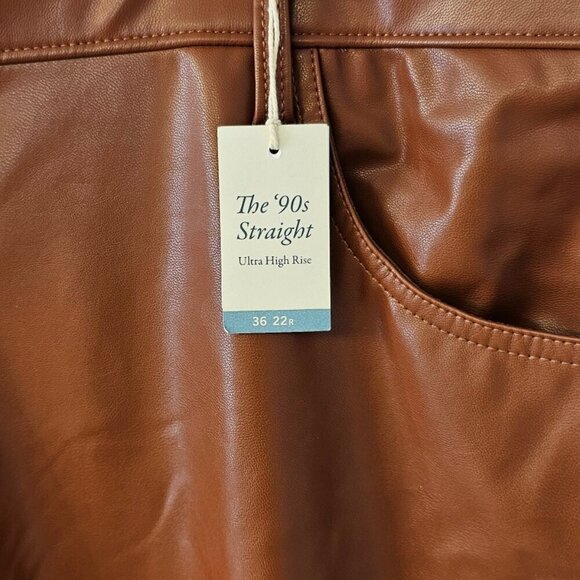 The ‘90s
Straight
Ultra High Rise
36 22R